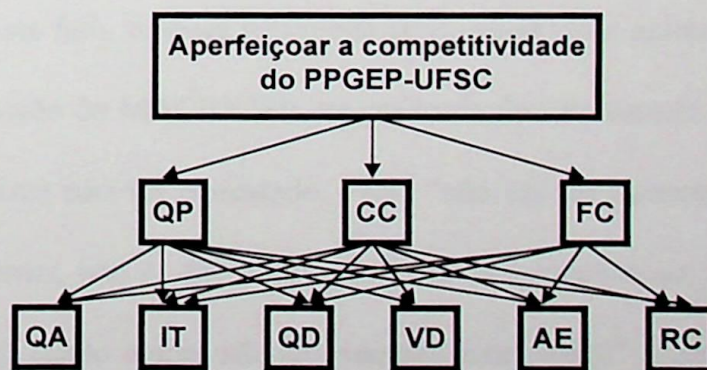 Aperfeiçoar a competitividade
do PPGEP-UFSC
QP CC FC
QA IT QD VD AE RC